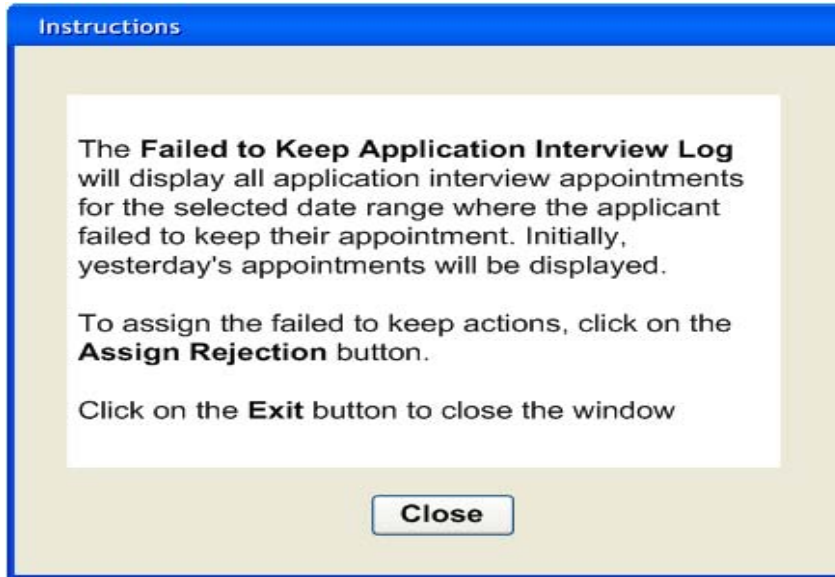 Instructions
The Failed to Keep Application Interview Log
will display all application interview appointments
for the selected date range where the applicant
failed to keep their appointment. Initially,
yesterday's appointments will be displayed.
To assign the failed to keep actions, click on the
Assign Rejection button.
Click on the Exit button to close the window
Close